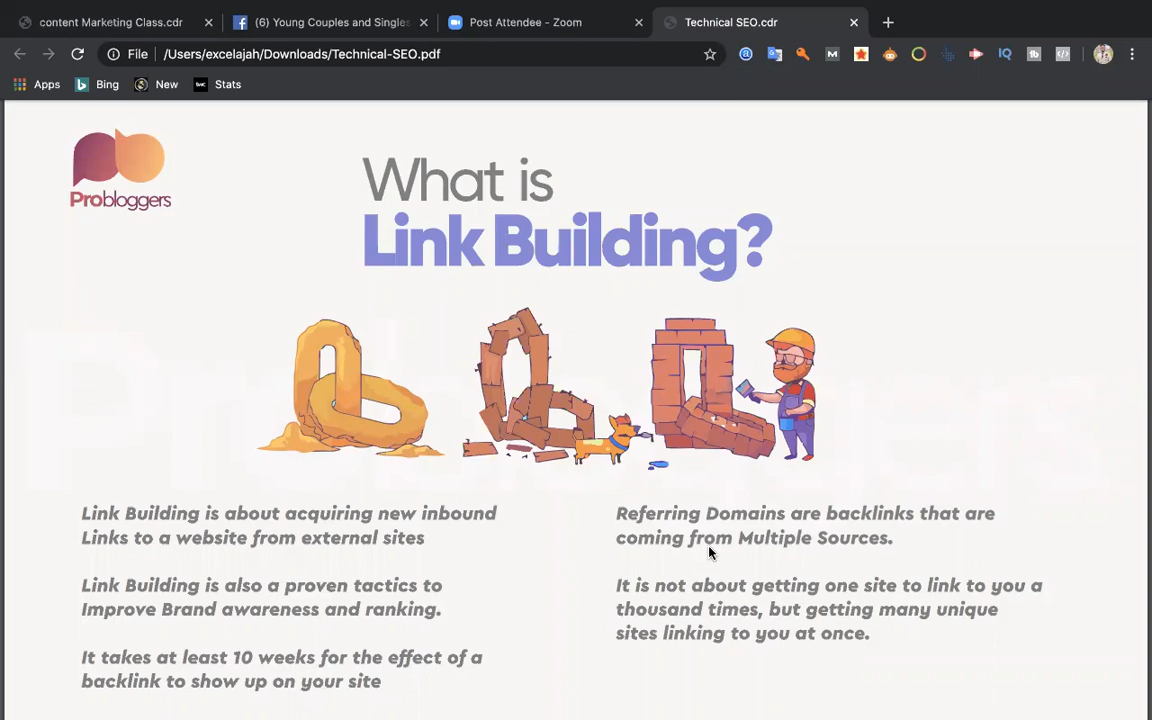 content Marketing Class.cdr
(6) Young Couples and Singles
Post Attendee - Zoom
Technical SEO.cdr
File
/Users/excelajah/Downloads/Technical-SEO.pdf
Apps
Bing
New
Stats
Probloggers
What is
Link Building?
Link Building is about acquiring new inbound
Links to a website from external sites
Link Building is also a proven tactics to
Improve Brand awareness and ranking.
It takes at least 10 weeks for the effect of a
backlink to show up on your site
Referring Domains are backlinks that are
coming from Multiple Sources.
It is not about getting one site to link to you a
thousand times, but getting many unique
sites linking to you at once.